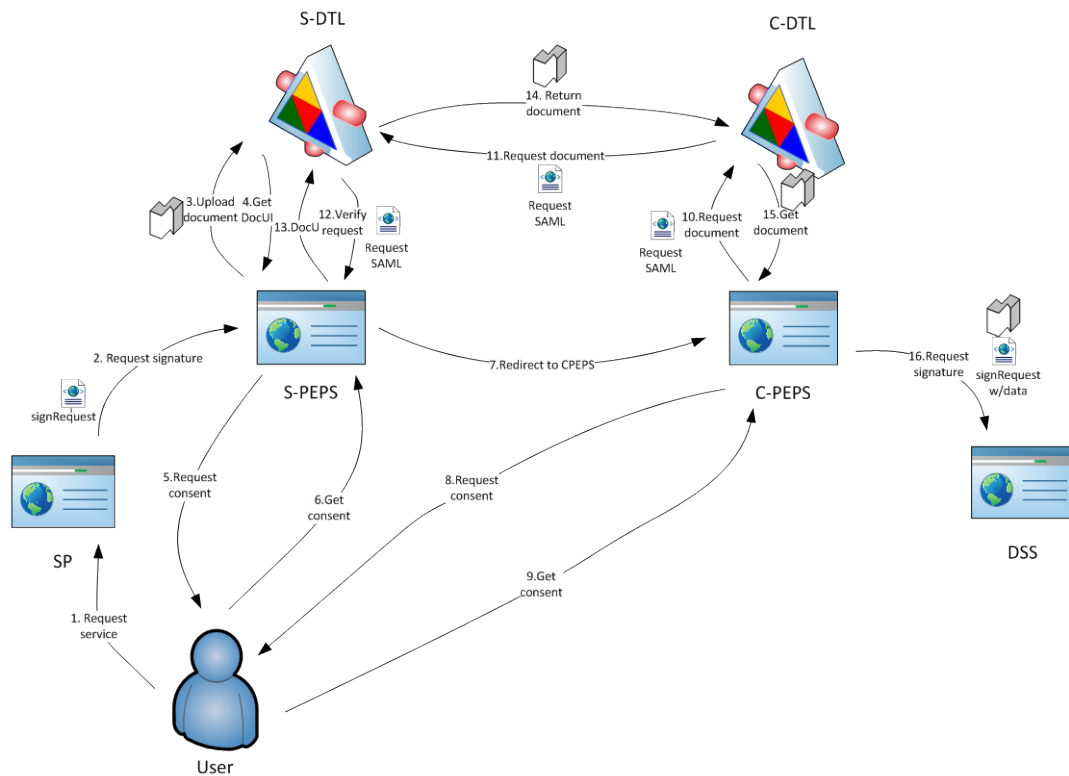 S-DTL
C-DTL
14. Return
document
11.Request document
Request
SAML
3.Upload
document
4.Get
DocUI
13.DocU
12.Verify
request
Request
SAML
10.Request
document
15.Get
document
Request
SAML
2. Request signature
signRequest
S-PEPS
7.Redirect to CPEPS
C-PEPS
16.Request
signature
signRequest
w/data
5.Request
consent
6.Get
consent
8.Request
consent
SP
DSS
9.Get
consent
1. Request
service
User